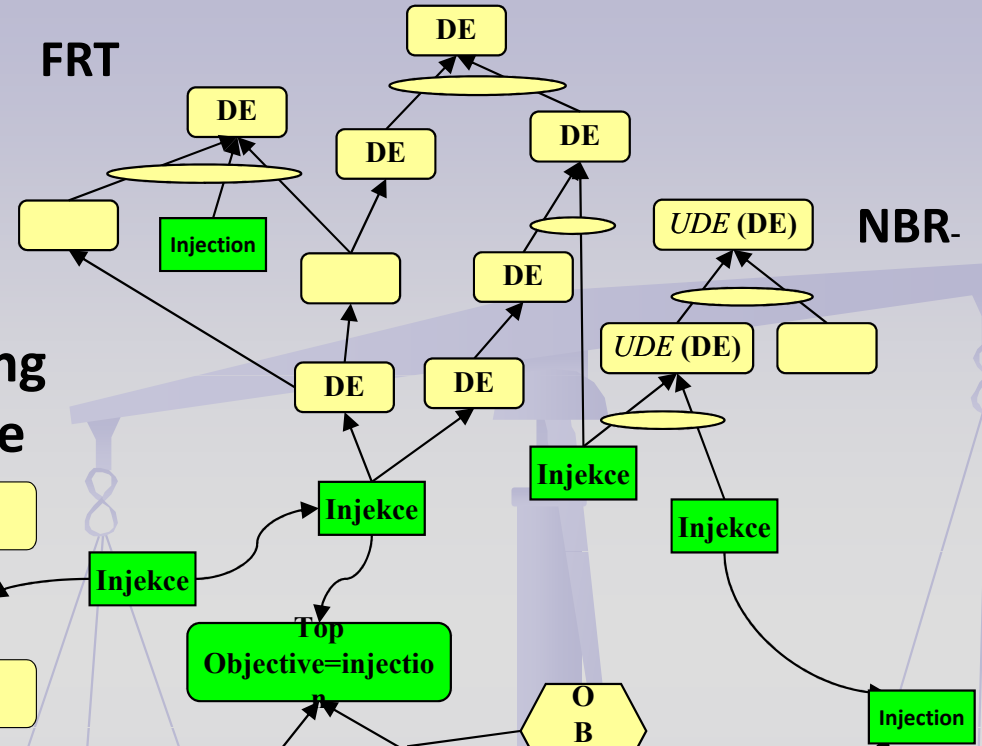 DE
FRT
DE
DE
DE
UDE (DE)
NBR-
Injection
DE
UDE (DE)
ng
DE
DE
e
Injekce
Injekce
Injekce
Injekce
Top
Objective=injectio
n
O
B
Injection